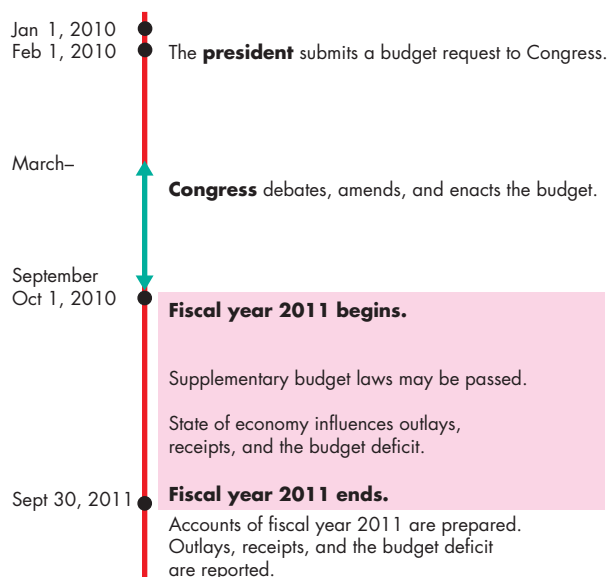 Jan 1, 2010
Feb 1, 2010
The president submits a budget request to Congress.
March–
Congress debates, amends, and enacts the budget.
September
Oct 1, 2010
Fiscal year 2011 begins.
Supplementary budget laws may be passed.
State of economy influences outlays,
receipts, and the budget deficit.
Sept 30, 2011
Fiscal year 2011 ends.
Accounts of fiscal year 2011 are prepared.
Outlays, receipts, and the budget deficit
are reported.